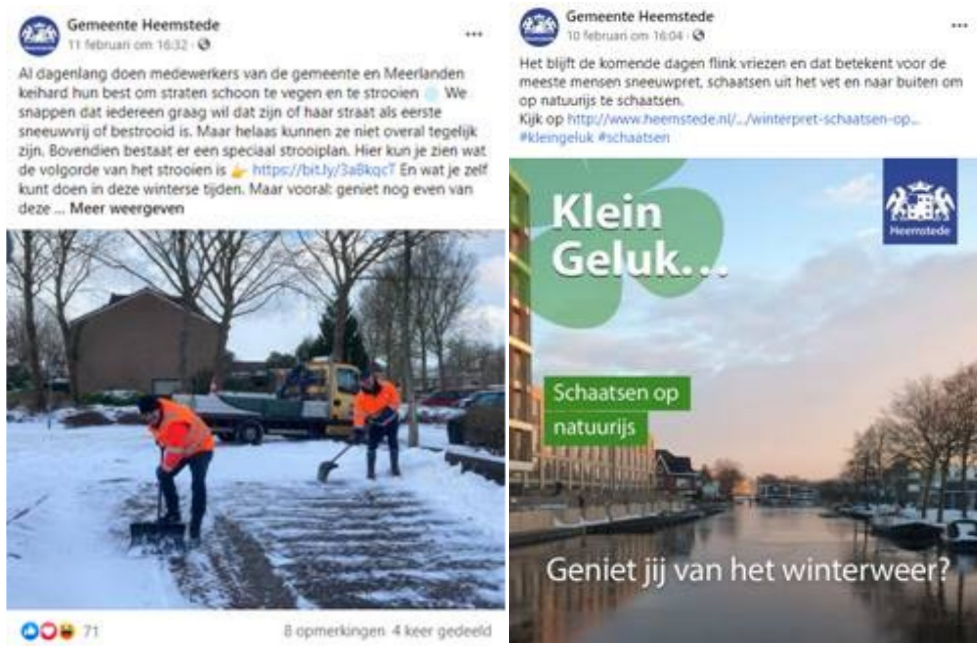 Gemeente Heemstede
11 februari om 16:32 ·
Al dagenlang doen medewerkers van de gemeente en Meerlanden
keihard hun best om straten schoon te vegen en te strooien We
snappen dat iedereen graag wil dat zijn of haar straat als eerste
sneeuwvrij of bestrooid is. Maar helaas kunnen ze niet overal tegelijk
zijn. Bovendien bestaat er een speciaal strooiplan. Hier kun je zien wat
de volgorde van het strooien is https://bit.ly/3aBkqcT En wat je zelf
kunt doen in deze winterse tijden. Maar vooral: geniet nog even van
deze ... Meer weergeven
71
8 opmerkingen 4 keer gedeeld
Gemeente Heemstede
10 februari om 16:04 ·
Het blijft de komende dagen flink vriezen en dat betekent voor de
meeste mensen sneeuwpret, schaatsen uit het vet en naar buiten om
op natuurijs te schaatsen.
Kijk op http://www.heemstede.nl/.../winterpret-schaatsen-op...
#kleingeluk #schaatsen
Klein
Geluk...
Heemstede
Schaatsen op
natuurijs
Geniet jij van het winterweer?